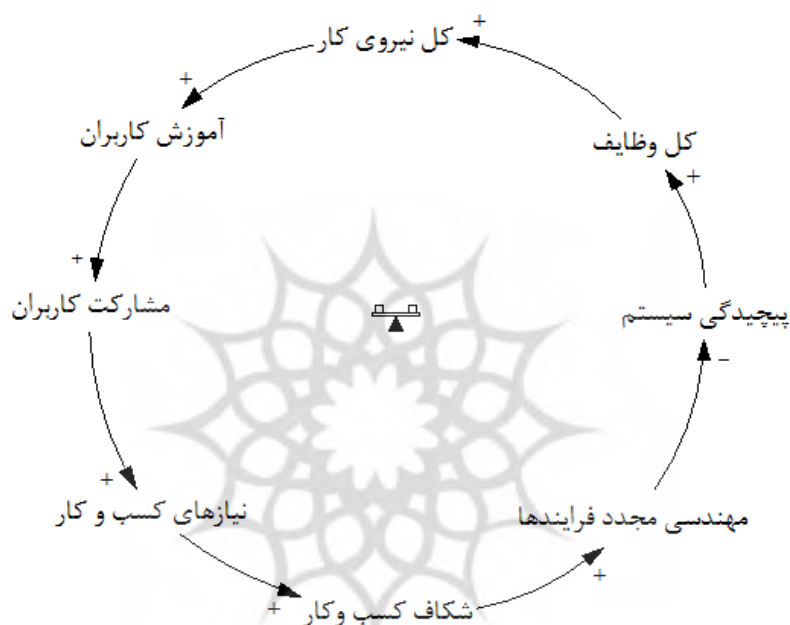 کل نیروی کار
+
+
آموزش کاربران
کل وظایف
+
+
مشارکت کاربران
پیچیدگی سیستم
–
+
نیازهای کسب و کار
مهندسی مجدد فرایندها
+
+
شکاف کسب وکار